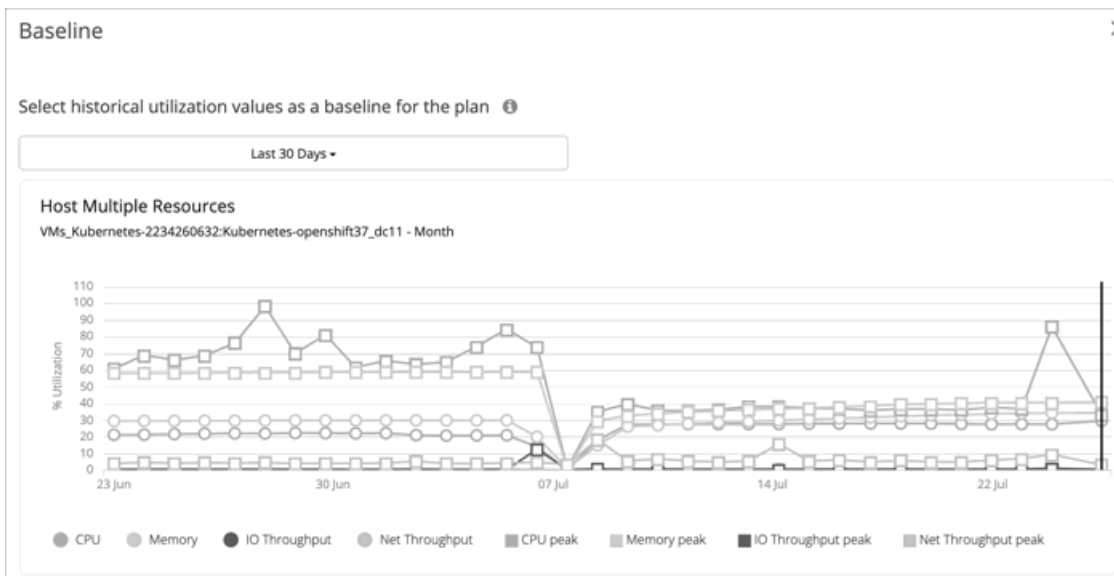 Baseline
Select historical utilization values as a baseline for the plan
Last 30 Days
Host Multiple Resources
VMs_Kubernetes-2234260632:Kubernetes-openshift37_dc11 - Month
% Utilization
110
100
90
80
70
60
50
40
30
20
10
0
23 Jun 30 Jun 07 Jul 14 Jul 22 Jul
CPU Memory IO Throughput Net Throughput CPU peak Memory peak IO Throughput peak Net Throughput peak